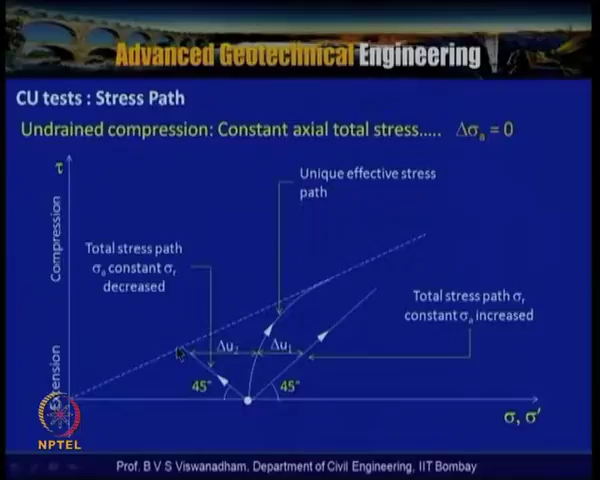 Advanced Geotechnical Engineering
CU tests : Stress Path
Undrained compression: Constant axial total stress..... Δσa = 0
τ
Compression
Extension
Unique effective stress
path
Total stress path
σa constant σr
decreased
Total stress path σr
constant σa increased
Δu2
Δu1
45°
45°
σ, σ′
NPTEL
Prof. B V S Viswanadham, Department of Civil Engineering, IIT Bombay